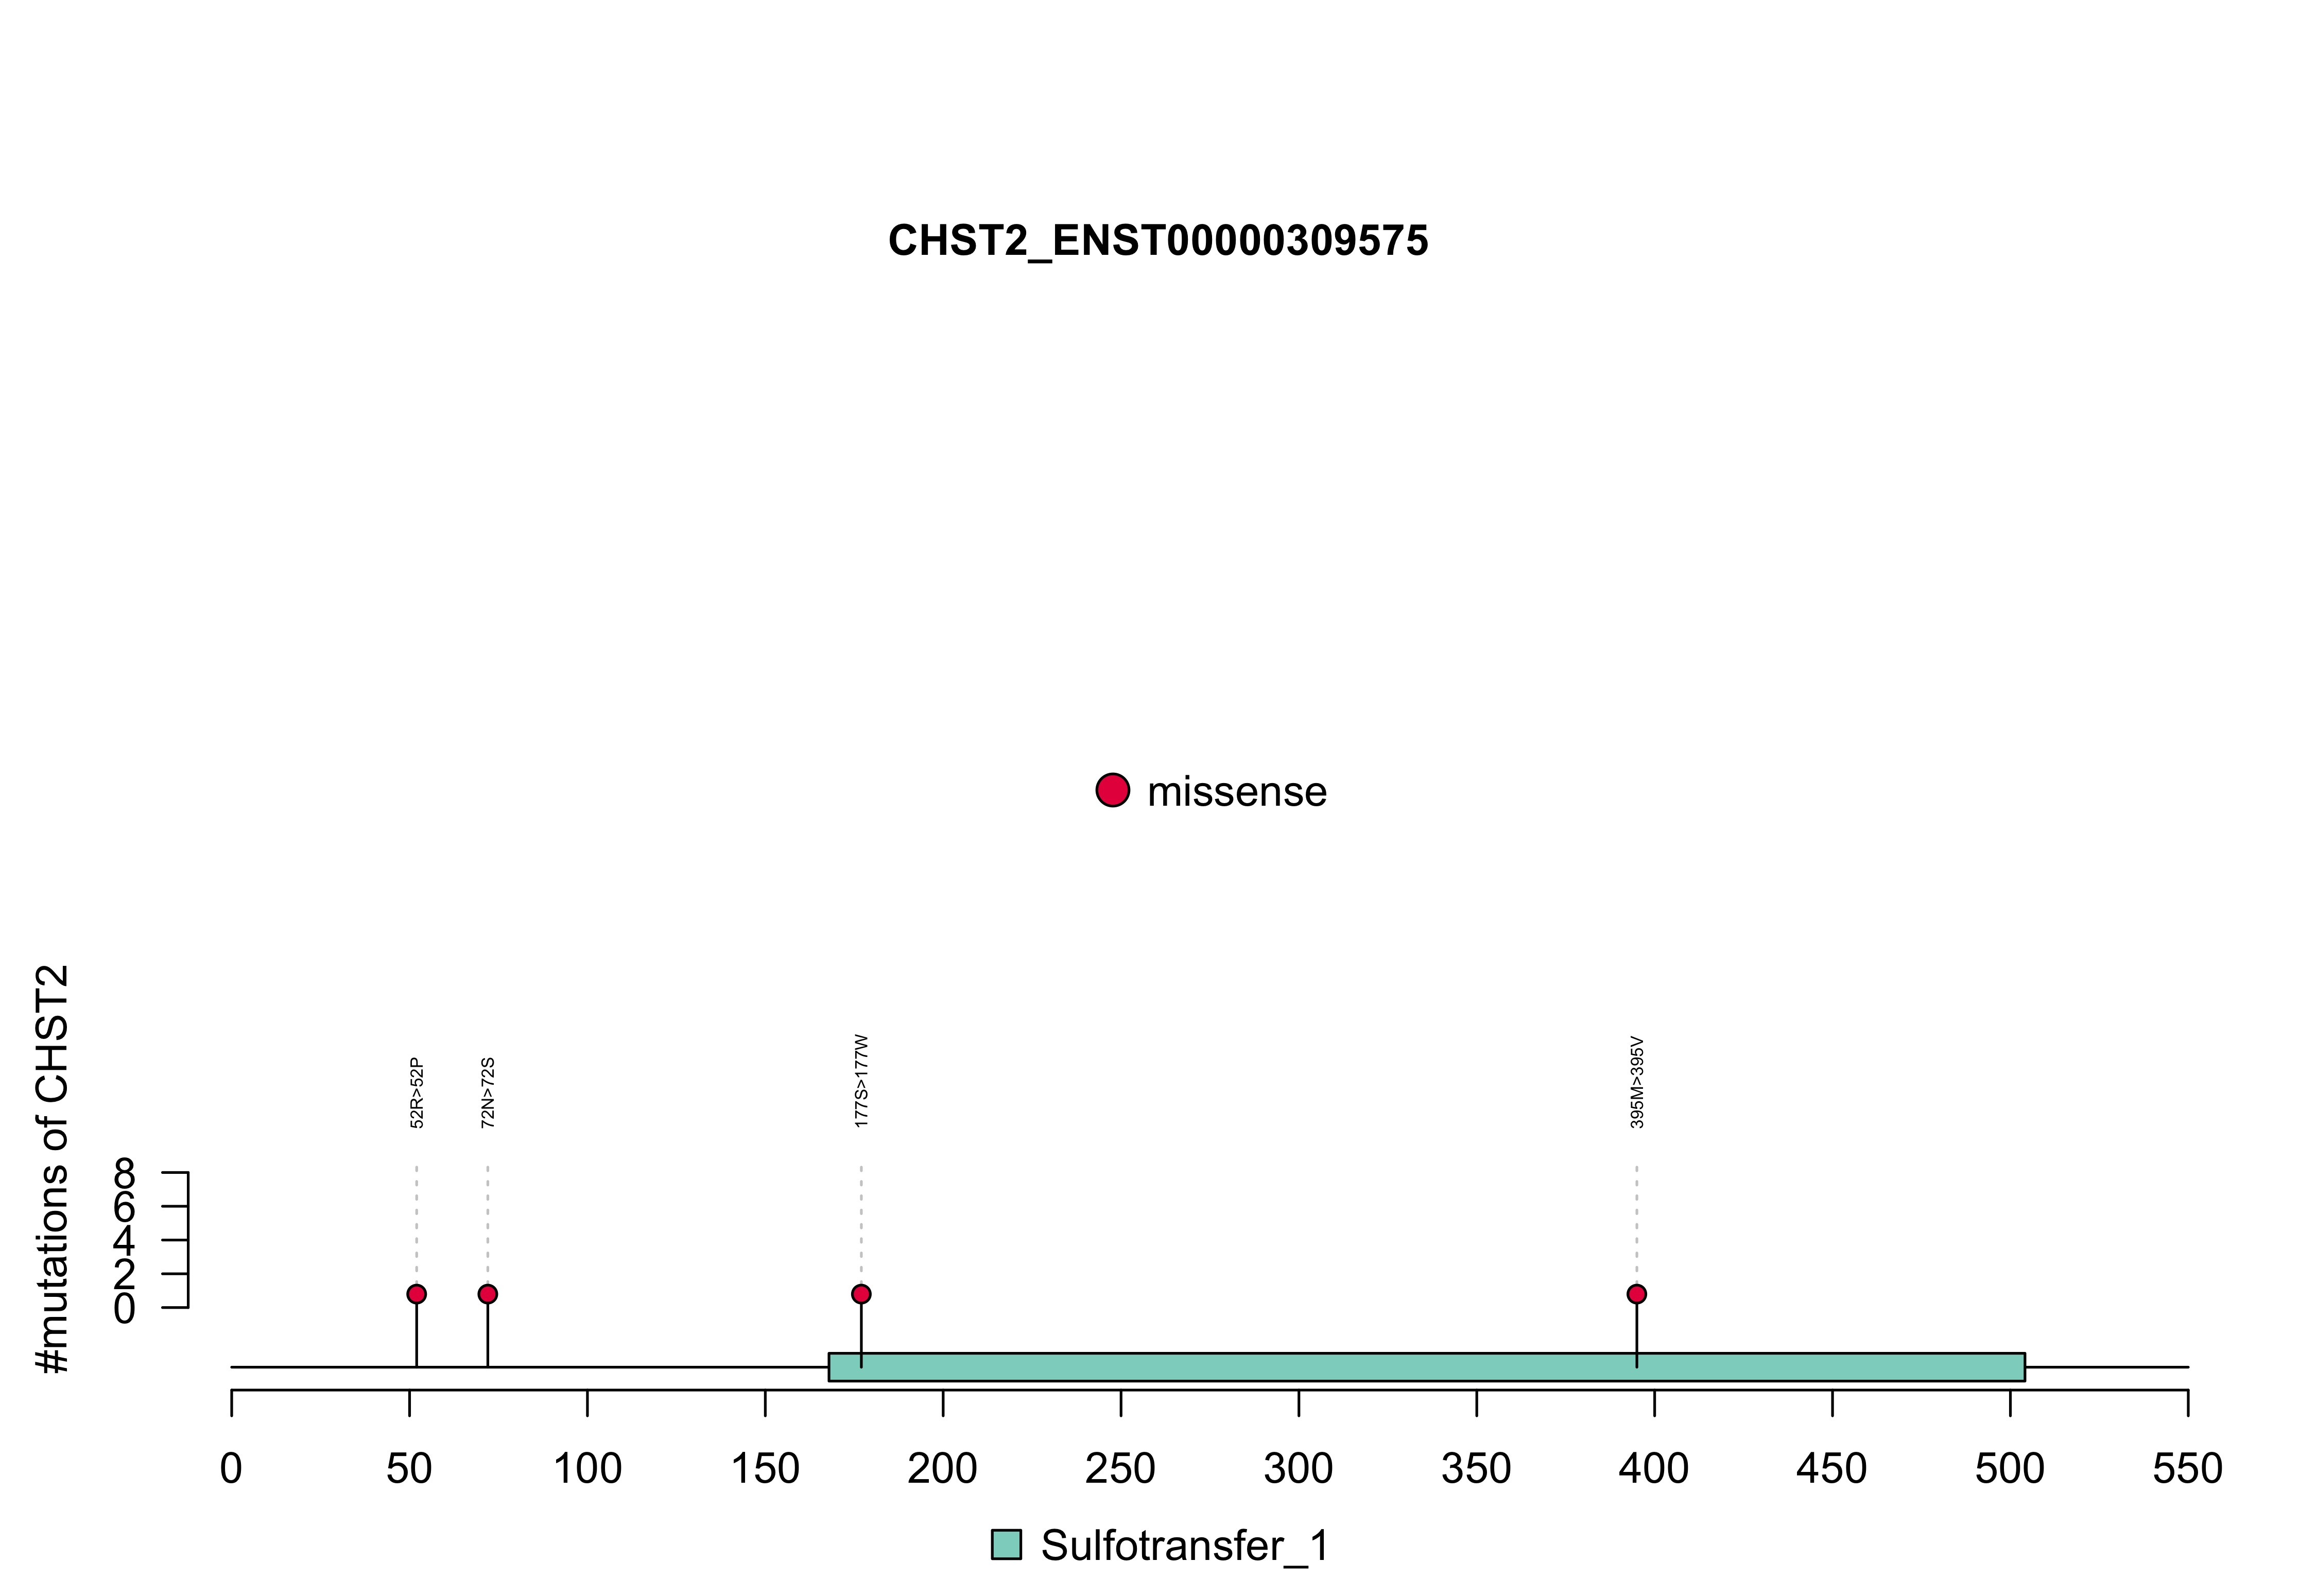 CHST2_ENST00000309575
missense
#mutations of CHST2
52R>52P
72N>72S
177S>177W
395M>395V
8
6
4
2
0
0 50 100 150 200 250 300 350 400 450 500 550
Sulfotransfer_1